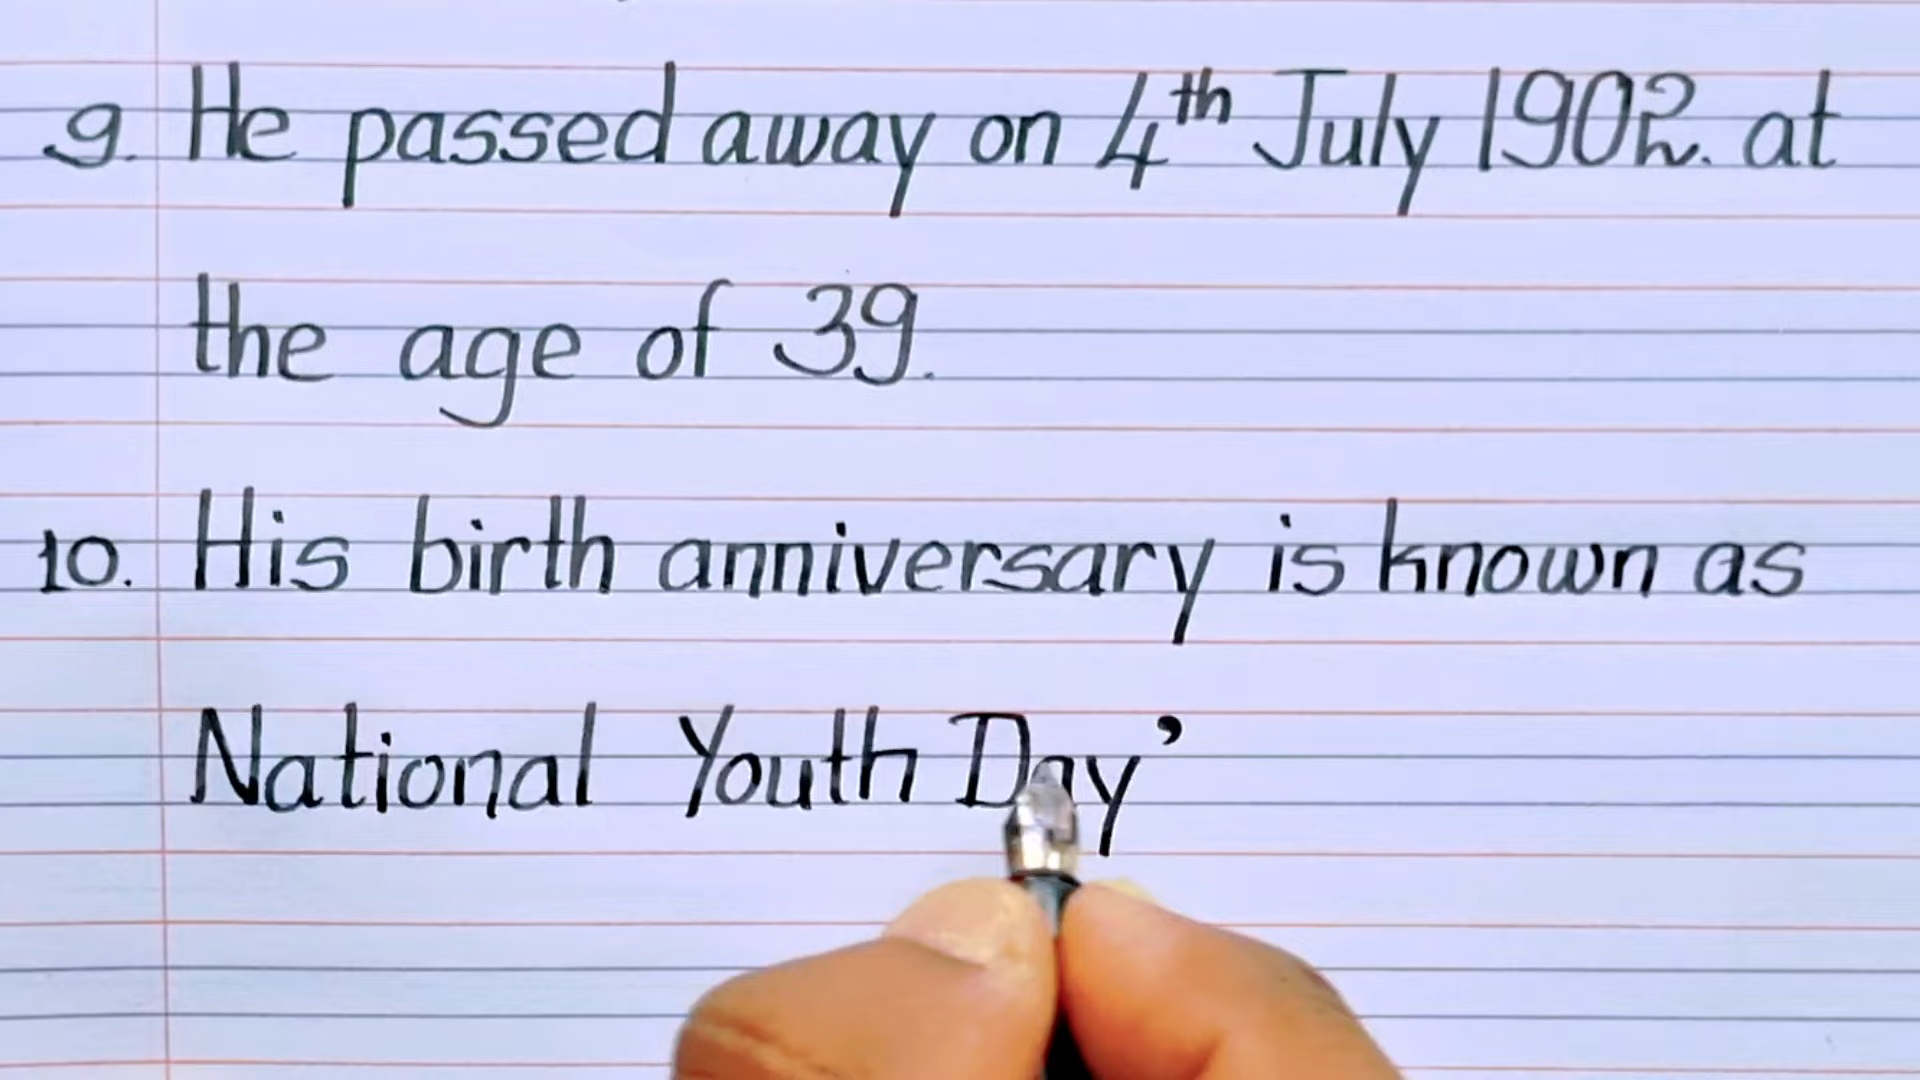 9. He passed away on 4th July 1902. at
the age of 39.
10. His birth anniversary is known as
National Youth Day’